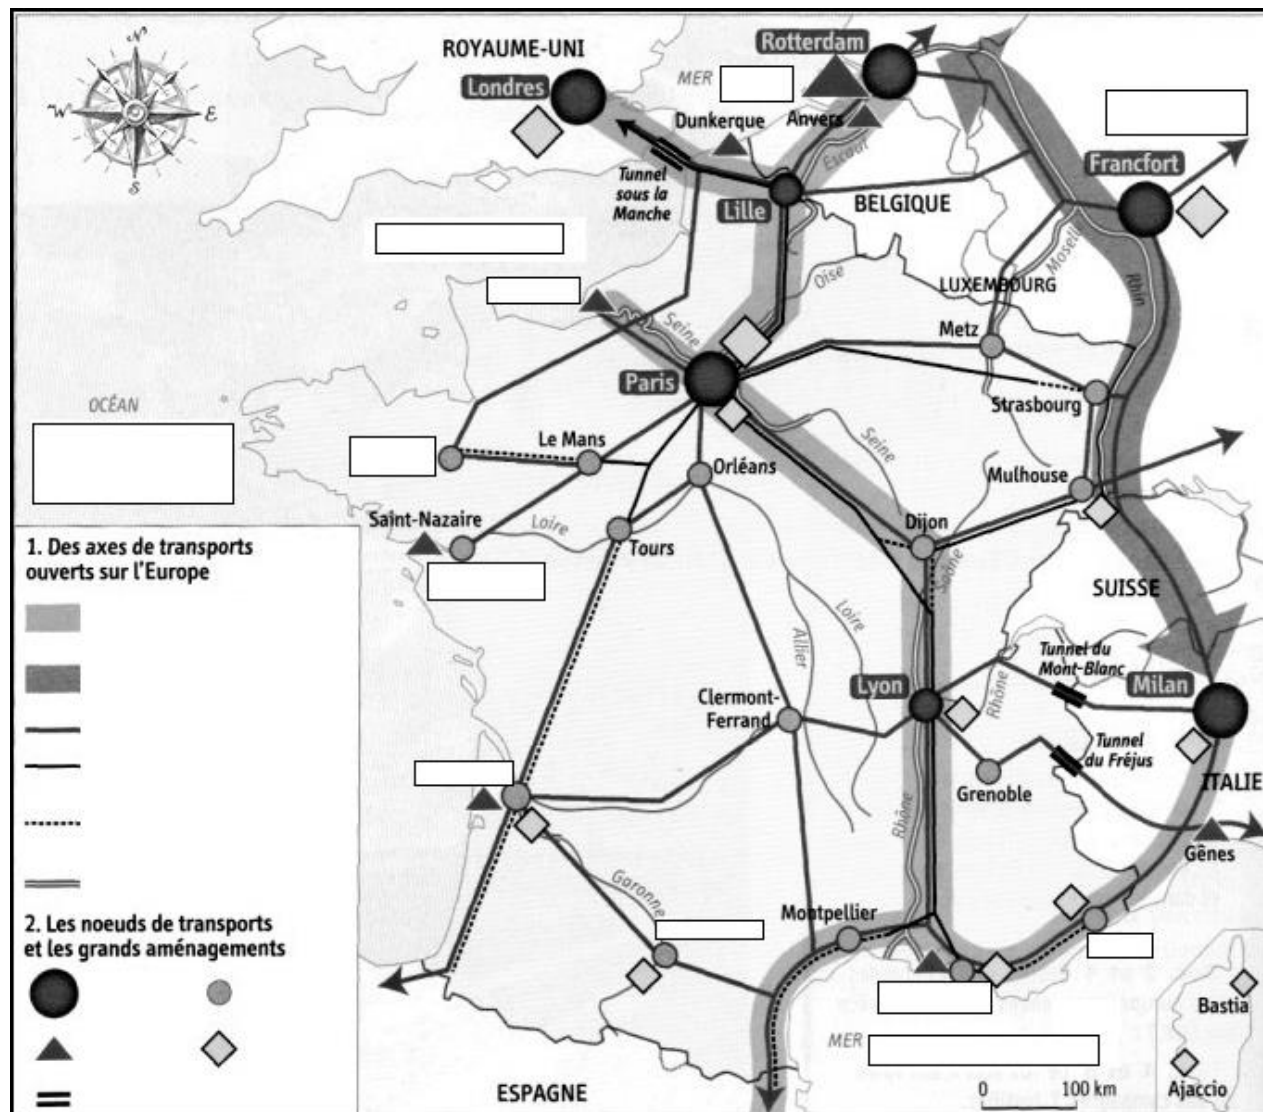 N
W
E
S
ROYAUME-UNI
Londres
MER
Rotterdam
Dunkerque
Anvers
Escaut
Francfort
Tunnel
sous la
Manche
Lille
BELGIQUE
Moselle
Oise
LUXEMBOURG
Rhin
Seine
Metz
Paris
Strasbourg
OCÉAN
Le Mans
Seine
Orléans
Mulhouse
Saint-Nazaire
Loire
Tours
Dijon
Saône
SUISSE
Loire
Allier
Tunnel du
Mont-Blanc
Lyon
Rhône
Milan
Clermont-
Ferrand
Tunnel
du Fréjus
Grenoble
ITALIE
Rhône
Gênes
Garonne
Montpellier
Bastia
MER
Ajaccio
ESPAGNE
0 100 km
1. Des axes de transports
ouverts sur l'Europe
2. Les noeuds de transports
et les grands aménagements